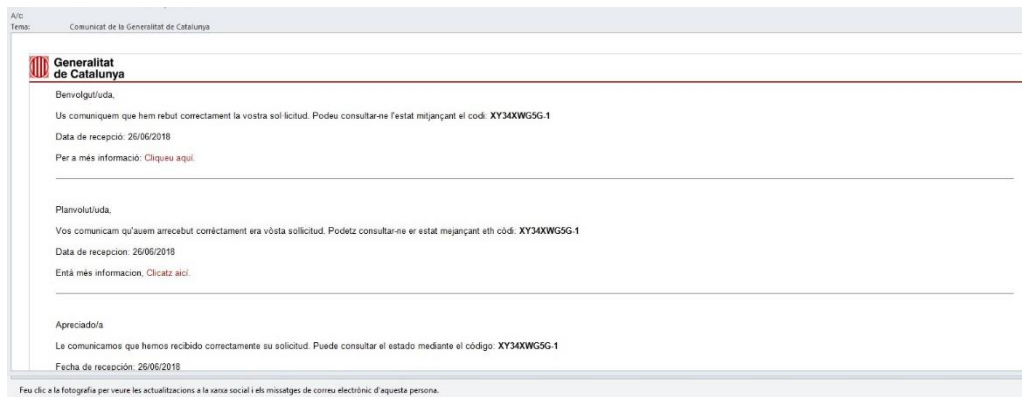 A/c:
Tema: Comunicat de la Generalitat de Catalunya
Generalitat
de Catalunya
Benvolgut/uda,
Us comuniquem que hem rebut correctament la vostra sol·licitud. Podeu consultar-ne l'estat mitjançant el codi: XY34XWG5G-1
Data de recepció: 26/06/2018
Per a més informació: Cliqueu aquí.
Planvolut/uda,
Vos comunicam qu'auem arrecebut corrèctament era vòsta sollicitud. Podetz consultar-ne er estat mejançant eth còdi: XY34XWG5G-1
Data de recepcion: 26/06/2018
Entà mès informacion, Clicatz aicí.
Apreciado/a
Le comunicamos que hemos recibido correctamente su solicitud. Puede consultar el estado mediante el código: XY34XWG5G-1
Fecha de recepción: 26/06/2018
Feu clic a la fotografia per veure les actualitzacions a la xarxa social i els missatges de correu electrònic d'aquesta persona.